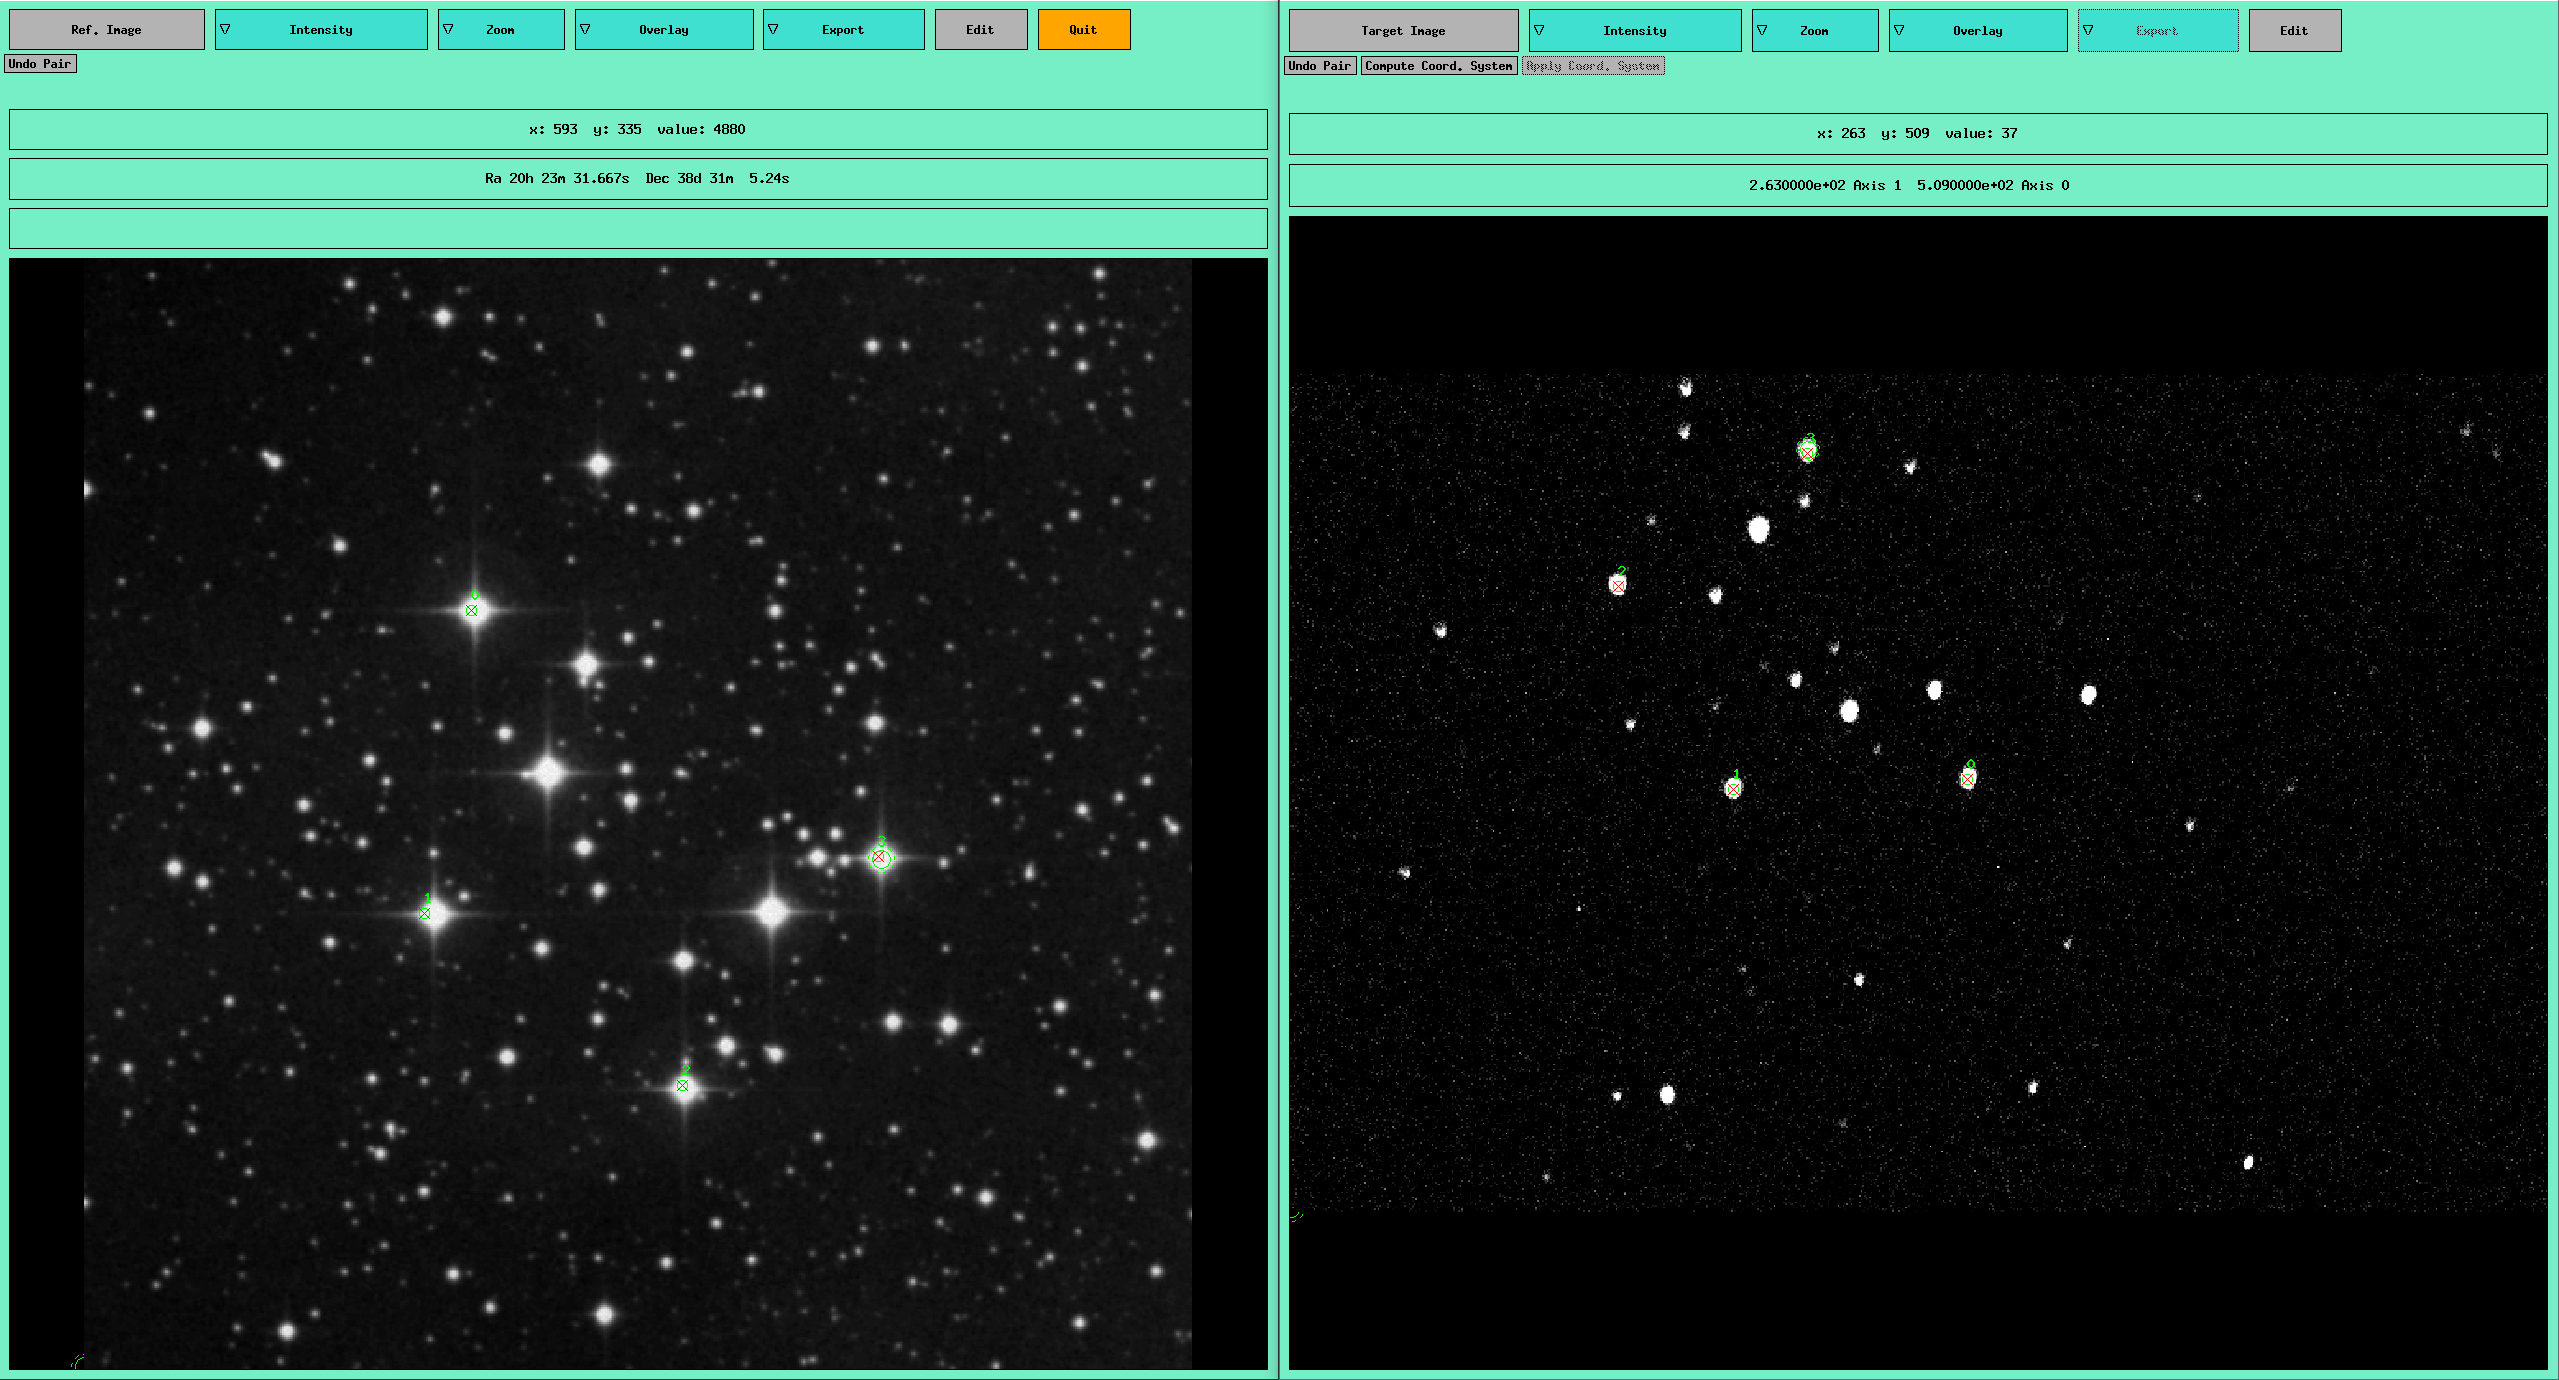 Ref. Image Intensity Zoom Overlay Export Edit Quit
Undo Pair
x: 593 y: 335 value: 4880
Ra 20h 23m 31.667s Dec 38d 31m 5.24s
0
3
1
2
Target Image Intensity Zoom Overlay Export Edit
Undo Pair Compute Coord. System Apply Coord. System
x: 263 y: 509 value: 37
2.630000e+02 Axis 1 5.090000e+02 Axis 0
3
2
0
1